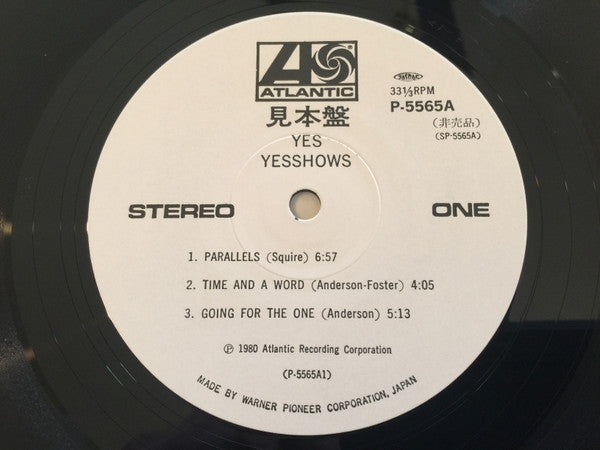 ATLANTIC
見本盤
YES
YESSHOWS
33⅓RPM
P-5565A
(非売品)
(SP-5565A)
STEREO
ONE
1. PARALLELS (Squire) 6:57
2. TIME AND A WORD (Anderson-Foster) 4:05
3. GOING FOR THE ONE (Anderson) 5:13
Ⓟ 1980 Atlantic Recording Corporation
(P-5565A1)
MADE BY WARNER PIONEER CORPORATION, JAPAN